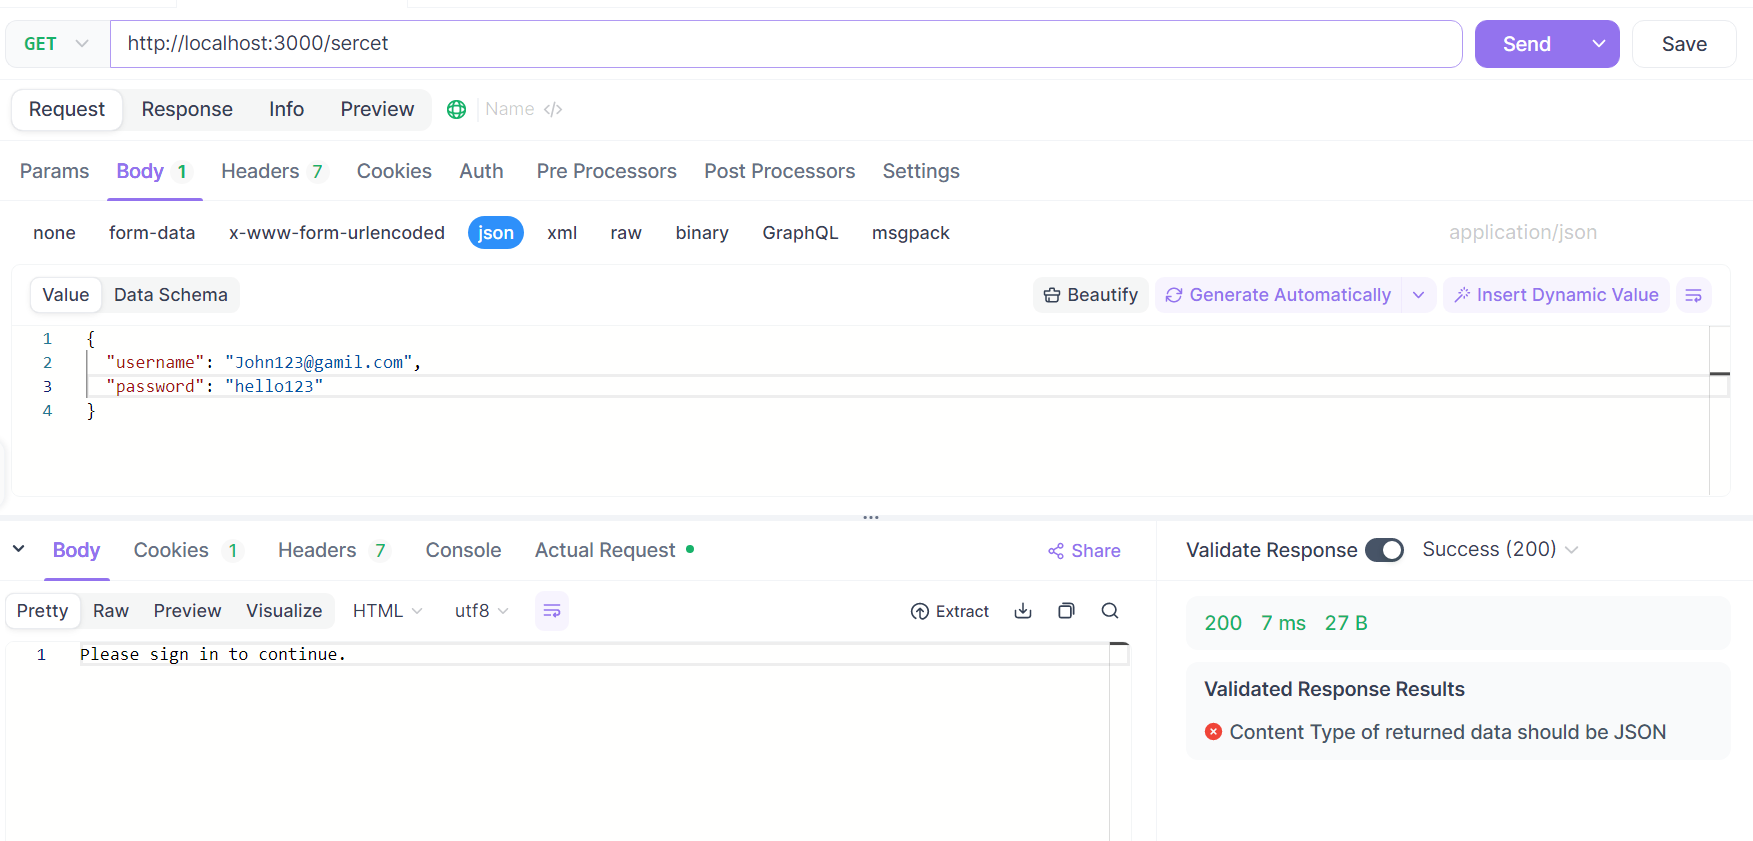 GET http://localhost:3000/sercet Send Save
Request Response Info Preview Name </>
Params Body 1 Headers 7 Cookies Auth Pre Processors Post Processors Settings
none form-data x-www-form-urlencoded json xml raw binary GraphQL msgpack application/json
Value Data Schema Beautify Generate Automatically Insert Dynamic Value
1 {
2 "username": "John123@gamil.com",
3 "password": "hello123"
4 }
Body Cookies 1 Headers 7 Console Actual Request Share
Pretty Raw Preview Visualize HTML utf8 Extract
1 Please sign in to continue.
Validate Response Success (200)
200 7 ms 27 B
Validated Response Results
Content Type of returned data should be JSON